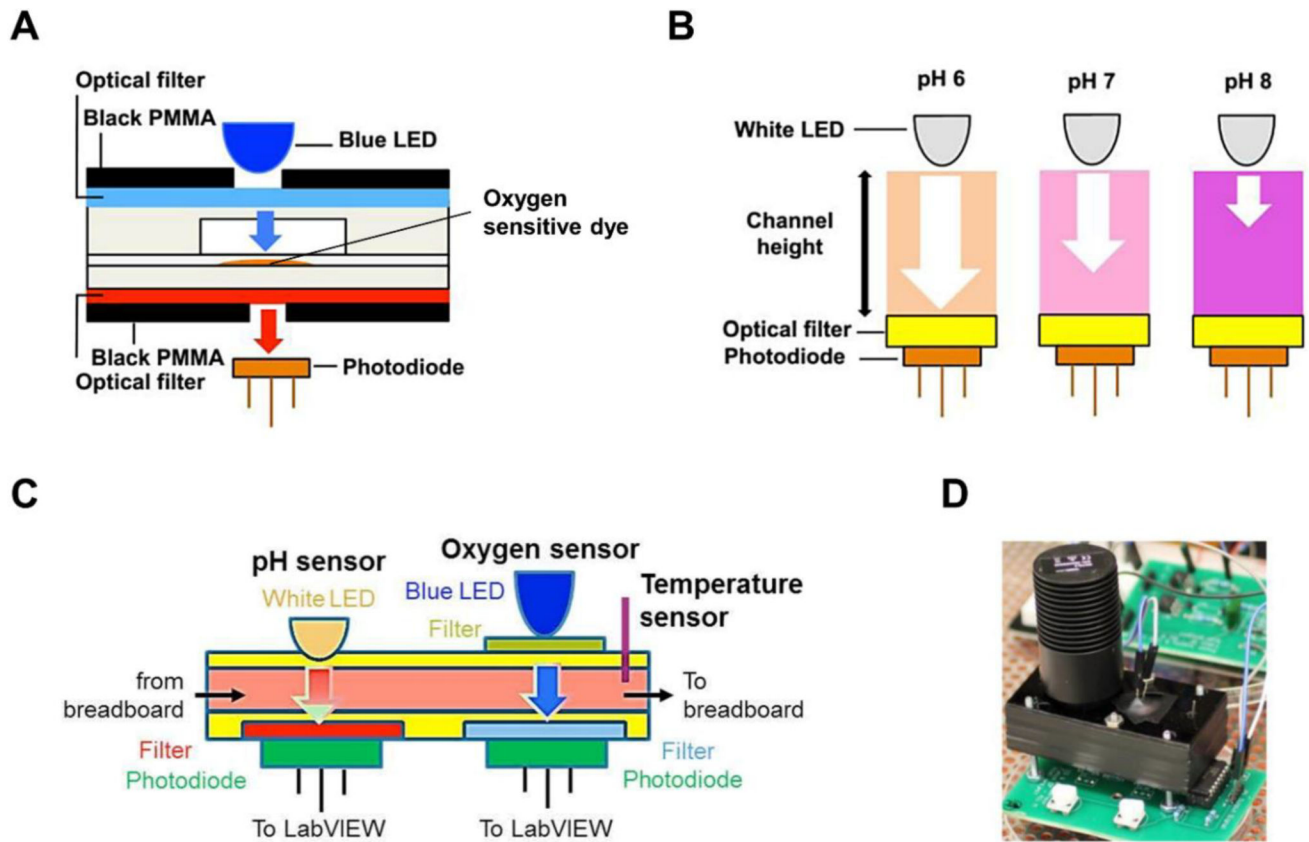 A
Optical filter
Black PMMA
Blue LED
Oxygen
sensitive dye
Black PMMA
Optical filter
Photodiode
B
pH 6
pH 7
pH 8
White LED
Channel
height
Optical filter
Photodiode
C
pH sensor
White LED
Oxygen sensor
Blue LED
Filter
Temperature
sensor
from
breadboard
To
breadboard
Filter
Photodiode
Filter
Photodiode
To LabVIEW
To LabVIEW
D